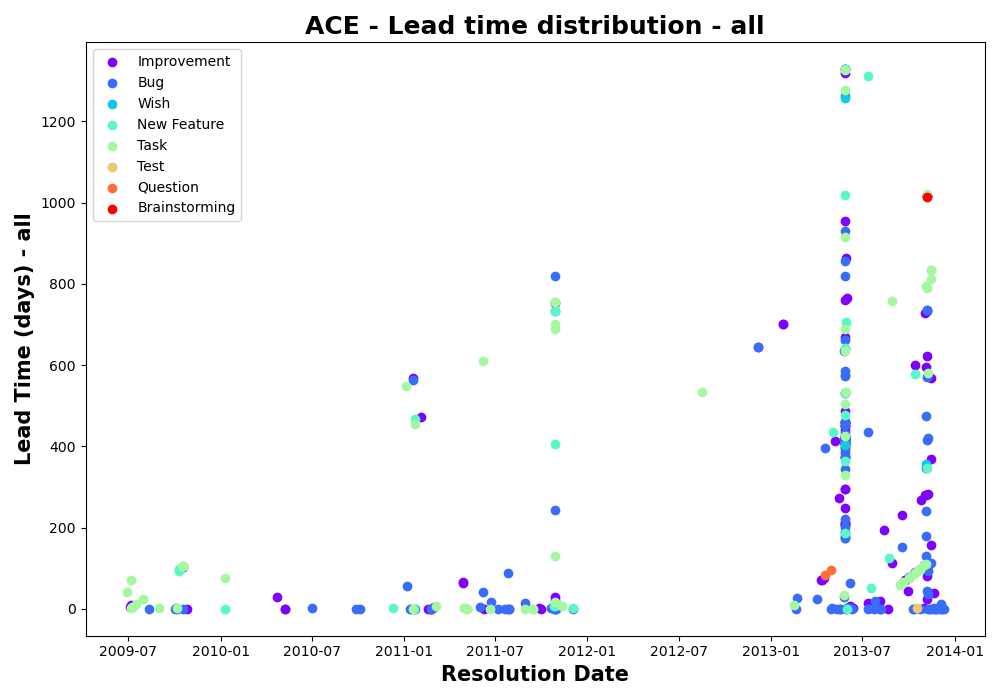 ACE - Lead time distribution - all
Improvement
Bug
Wish
New Feature
Task
Test
Question
Brainstorming
Lead Time (days) - all
1200
1000
800
600
400
200
0
2009-07
2010-01
2010-07
2011-01
2011-07
2012-01
2012-07
2013-01
2013-07
2014-01
Resolution Date